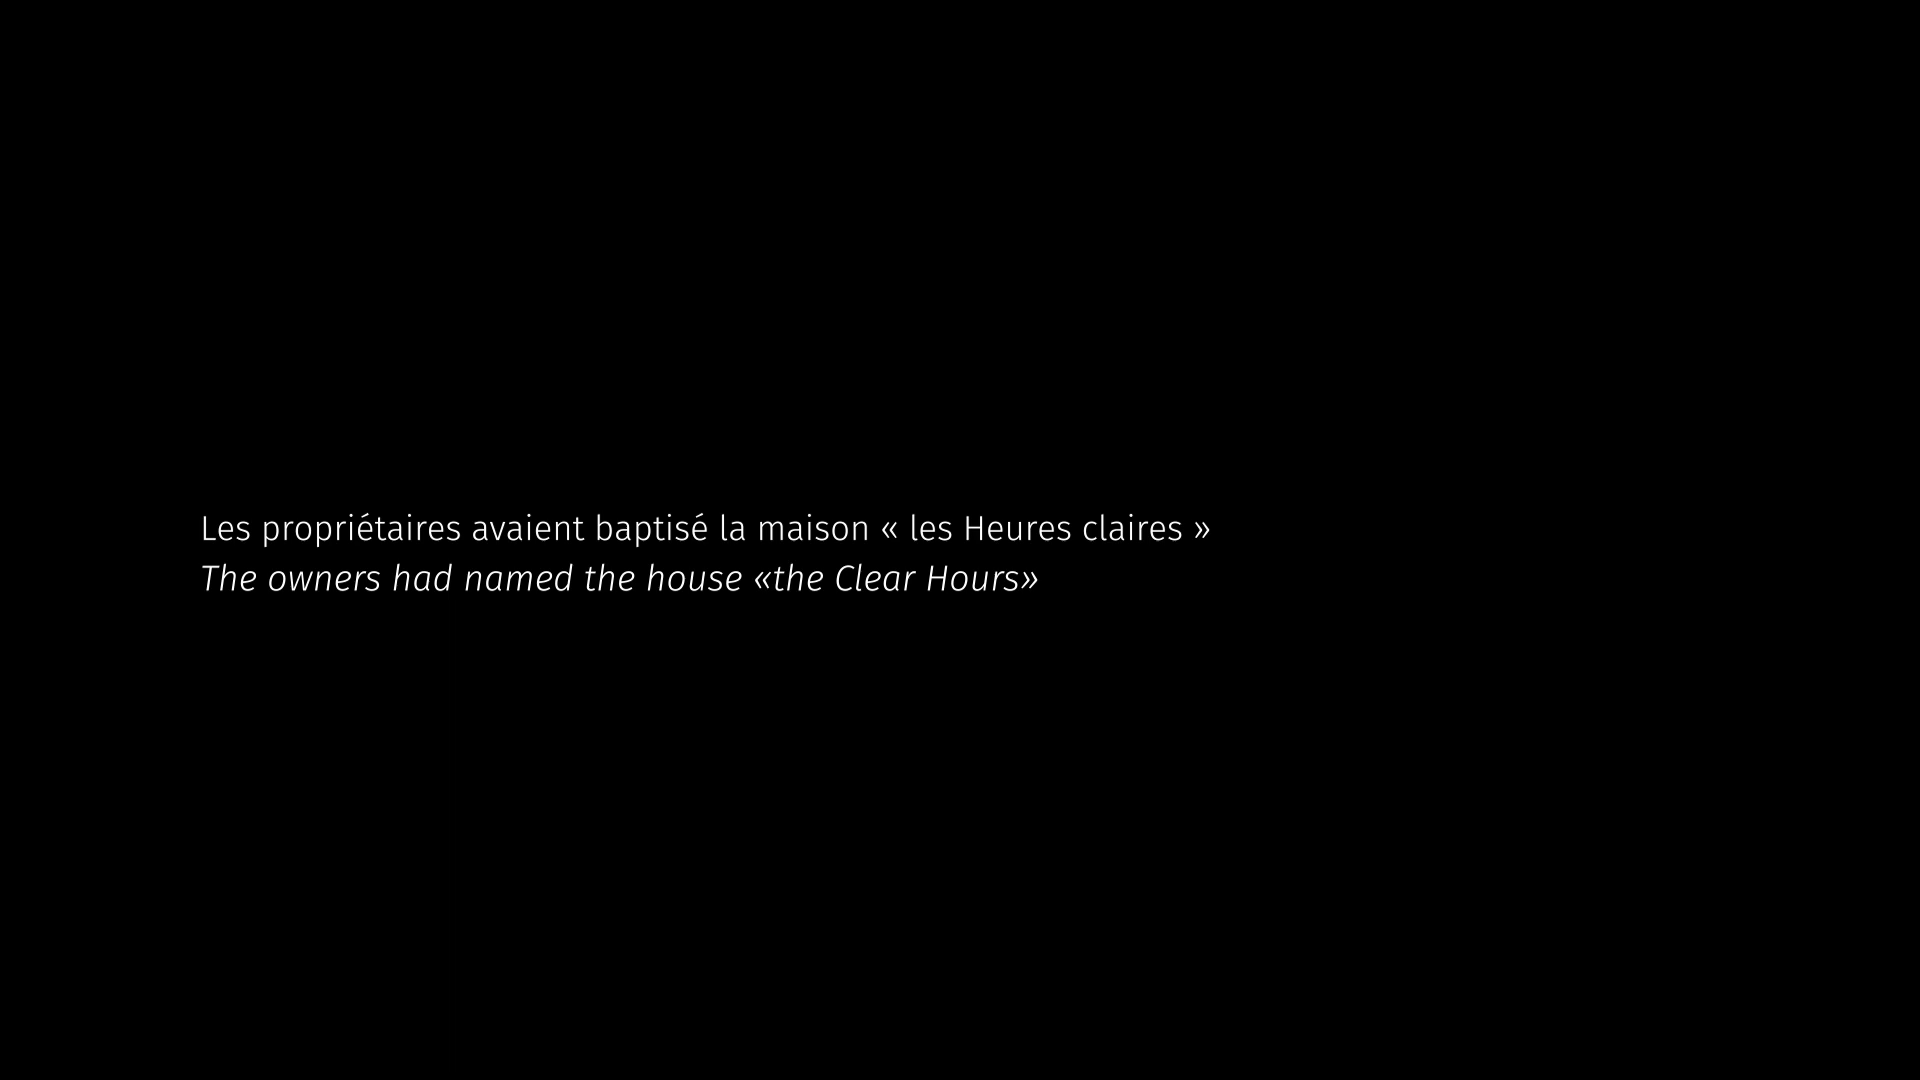 Les propriétaires avaient baptisé la maison « les Heures claires »
The owners had named the house «the Clear Hours»